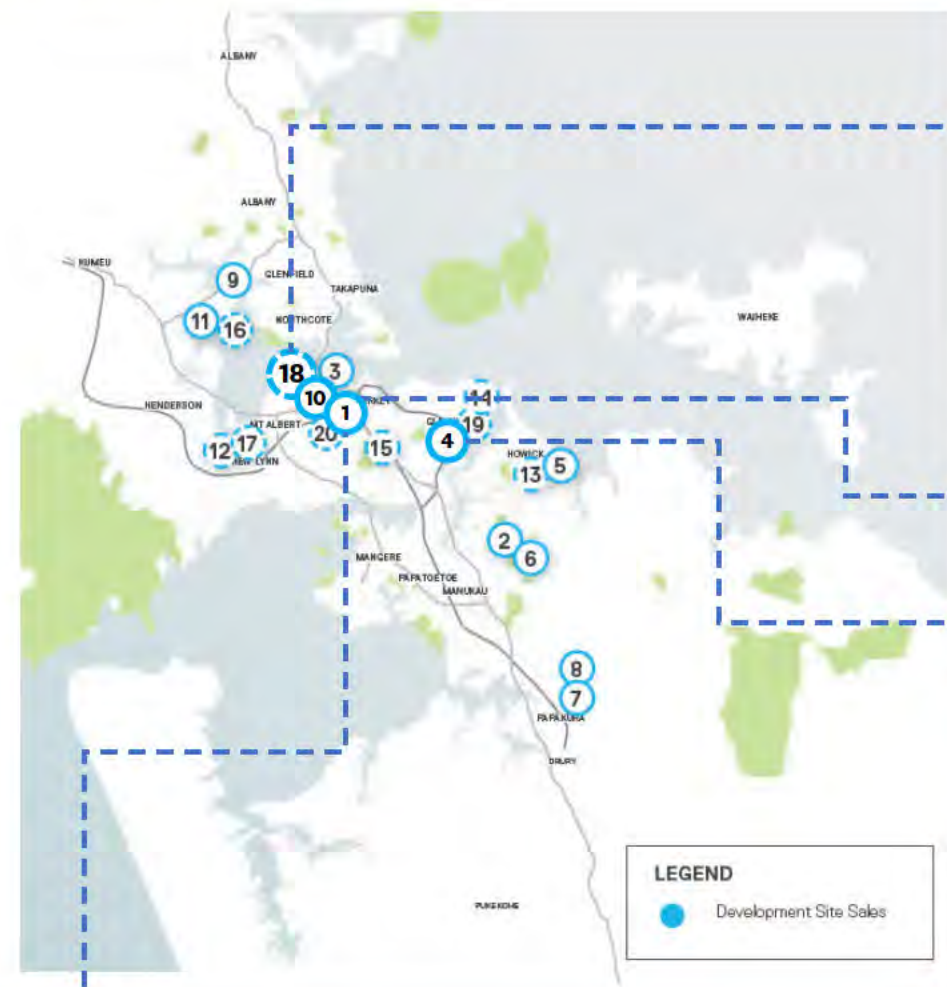 ALBANY
ALBANY
KUMEU
GLENFIELD
9
TAKAPUNA
11
16
NORTHCOTE
WAIHEKE
18
3
10
1
14
HENDERSON
MT ALBERT
20
19
4
12
17
15
HOWICK
5
13
2
6
MANGERE
PAPATOETOE
MANUKAU
8
7
PAPAKURA
DRURY
PUKEKOHE
LEGEND
Development Site Sales